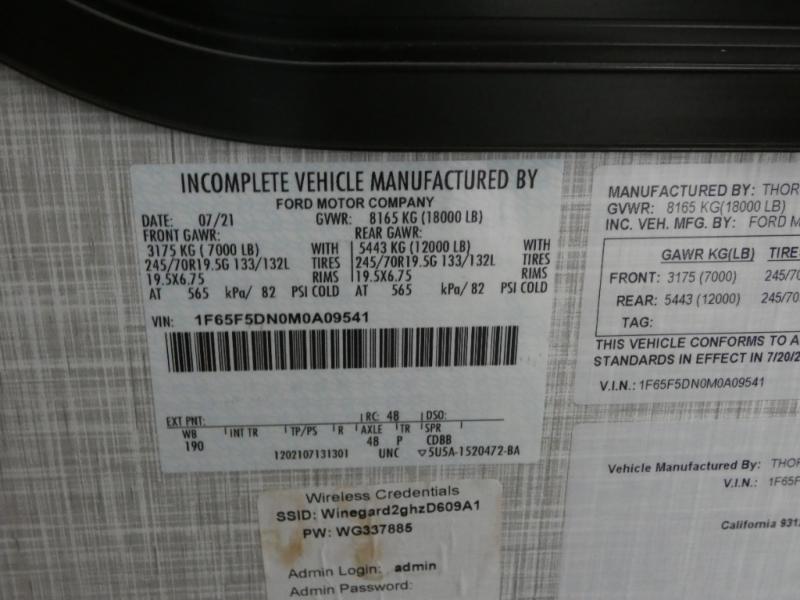 INCOMPLETE VEHICLE MANUFACTURED BY
FORD MOTOR COMPANY
DATE: 07/21 GVWR: 8165 KG (18000 LB)
FRONT GAWR: REAR GAWR:
3175 KG ( 7000 LB) WITH 5443 KG (12000 LB) WITH
245/70R19.5G 133/132L TIRES 245/70R19.5G 133/132L TIRES
19.5X6.75 RIMS 19.5X6.75 RIMS
AT 565 kPa/ 82 PSI COLD AT 565 kPa/ 82 PSI COLD
VIN: 1F65F5DN0M0A09541
EXT PNT: RC: 48 DSO:
WB INT TR TP/PS R AXLE TR SPR
190 48 P CDBB
1202107131301 UNC ▽5U5A-1520472-BA
MANUFACTURED BY: THOR
GVWR: 8165 KG(18000 LB)
INC. VEH. MFG. BY: FORD M
GAWR KG(LB) TIRE
FRONT: 3175 (7000) 245/70
REAR: 5443 (12000) 245/70
TAG:
THIS VEHICLE CONFORMS TO A
STANDARDS IN EFFECT IN 7/20/2
V.I.N.: 1F65F5DN0M0A09541
Vehicle Manufactured By: THOR
V.I.N.: 1F65F
California 931
Wireless Credentials
SSID: Winegard2ghzD609A1
PW: WG337885
Admin Login: admin
Admin Password: